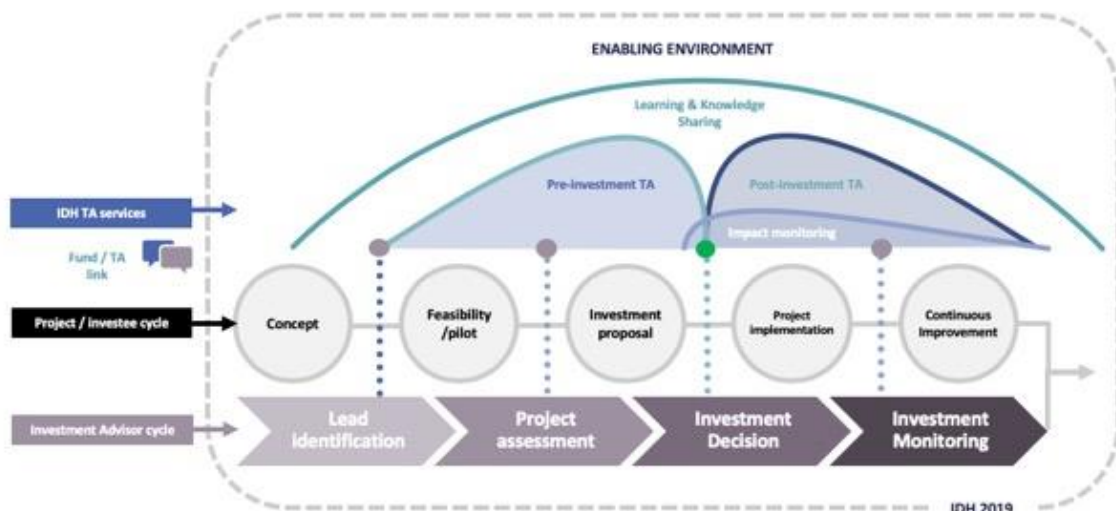 ENABLING ENVIRONMENT
Learning & Knowledge
Sharing
Pre-investment TA
Post-investment TA
Impact monitoring
IDH TA services
Fund / TA
link
Project / investee cycle
Concept
Feasibility
/pilot
Investment
proposal
Project
implementation
Continuous
Improvement
Investment Advisor cycle
Lead
identification
Project
assessment
Investment
Decision
Investment
Monitoring
IDH 2019